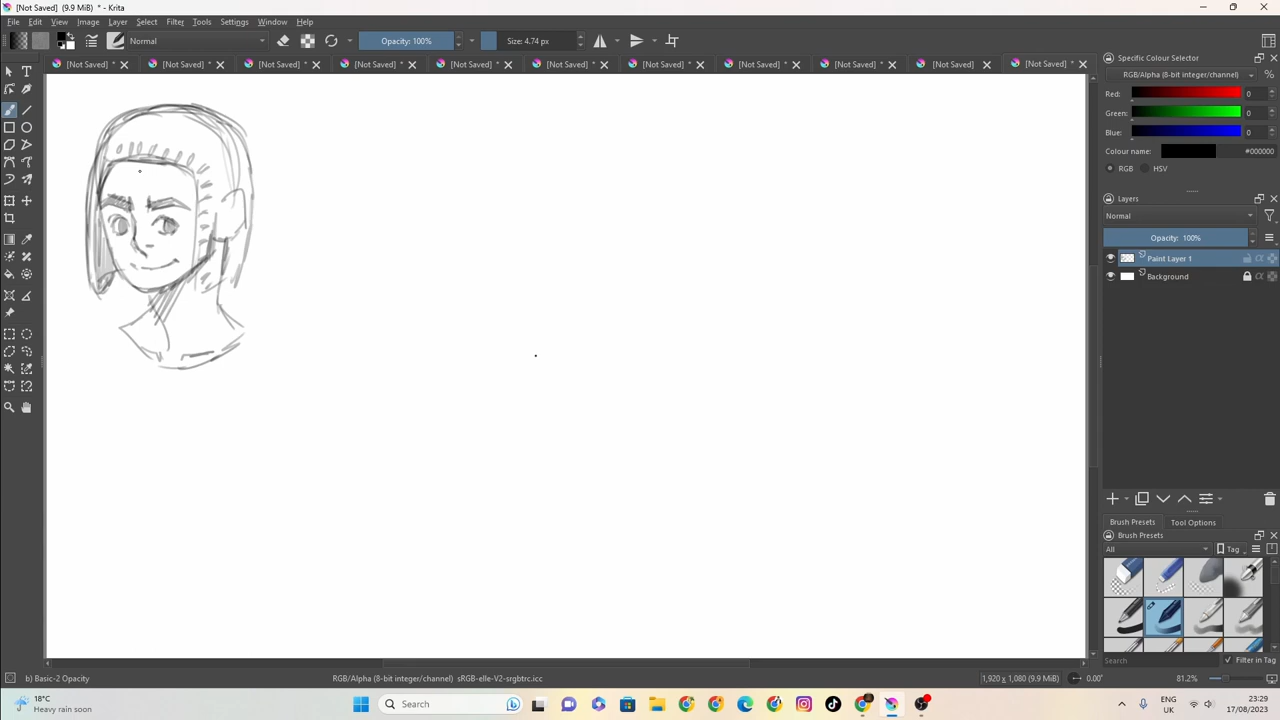 [Not Saved]  (9.9 MiB) * - Krita
File Edit View Image Layer Select Filter Tools Settings Window Help
Normal
Opacity: 100%
Size: 4.74 px
[Not Saved] *
[Not Saved] *
[Not Saved] *
[Not Saved] *
[Not Saved] *
[Not Saved] *
[Not Saved] *
[Not Saved] *
[Not Saved] *
[Not Saved]
[Not Saved] *
Specific Colour Selector
RGB/Alpha (8-bit integer/channel)
%
Red: 0
Green: 0
Blue: 0
Colour name: #000000
RGB HSV
Layers
Normal
Opacity:  100%
Paint Layer 1
Background
Brush Presets Tool Options
Brush Presets
All Tag
Search Filter in Tag
b) Basic-2 Opacity
RGB/Alpha (8-bit integer/channel)  sRGB-elle-V2-srgbtrc.icc
1,920 x 1,080 (9.9 MiB)
0.00°
81.2%
18°C
Heavy rain soon
Search
ENG
UK
23:29
17/08/2023